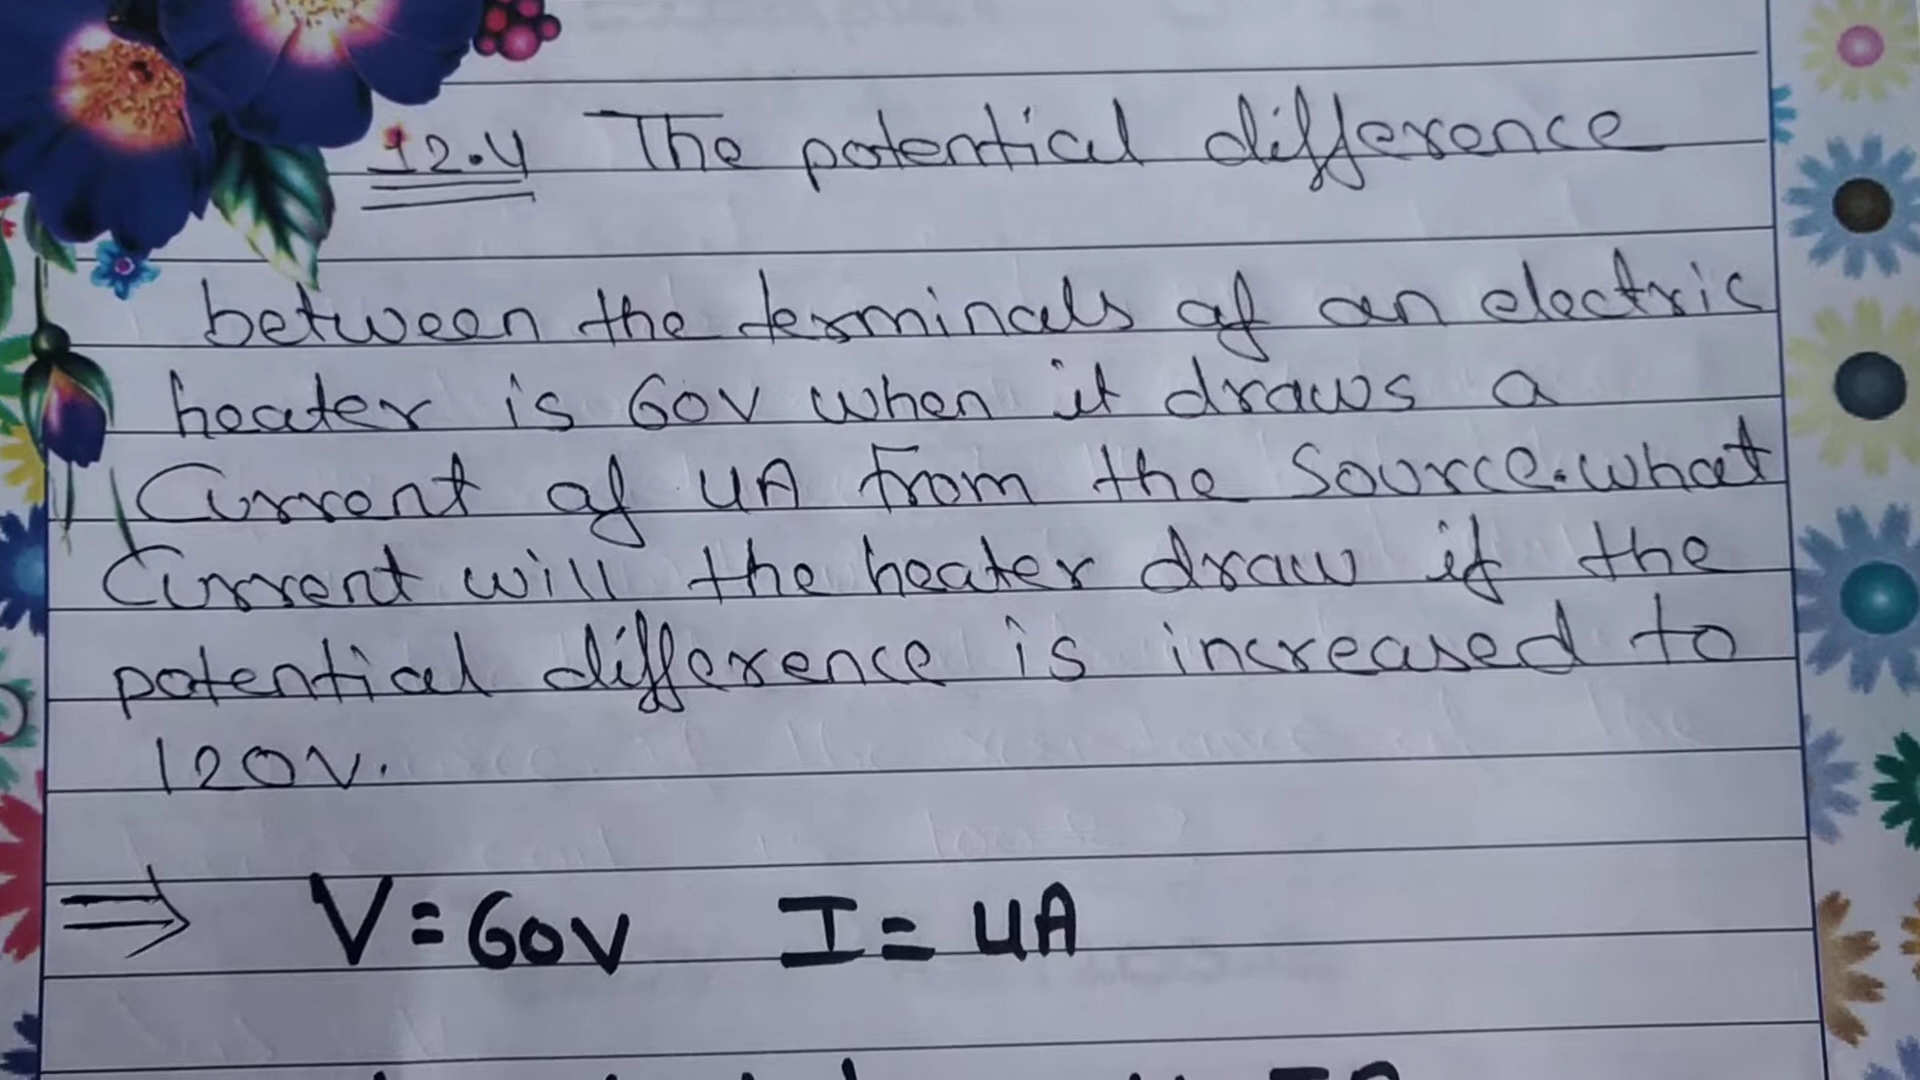 12.4 The potential difference
between the terminals of an electric
heater is 60V when it draws a
Current of 4A from the Source. what
Current will the heater draw if the
potential difference is increased to
120V.
⇒ V = 60V I = 4A